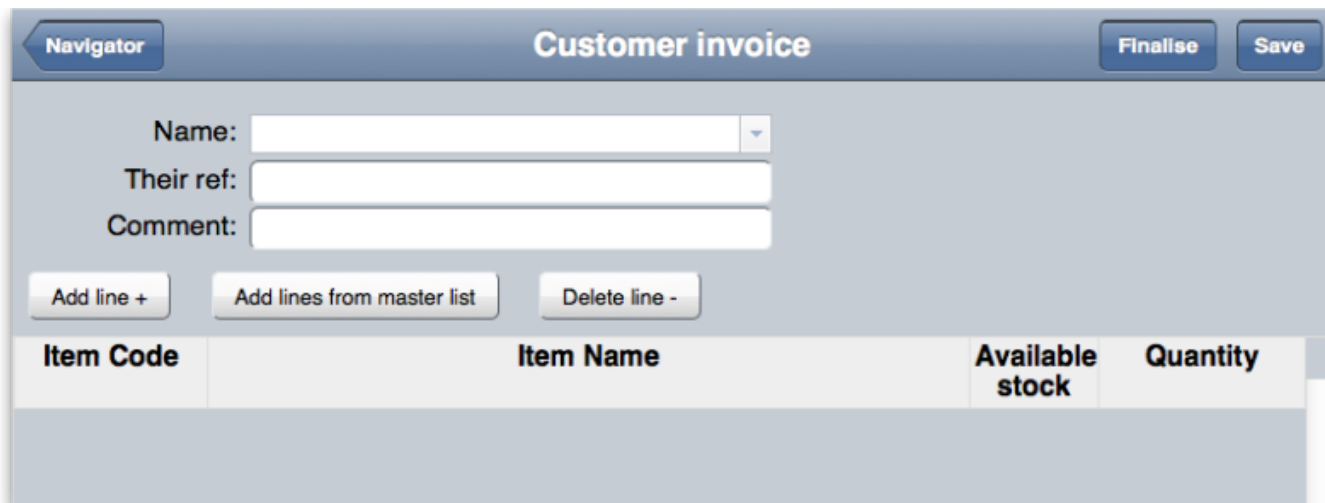 Navigator Customer invoice Finalise Save
Name:
Their ref:
Comment:
Add line + Add lines from master list Delete line -
Item Code Item Name Available stock Quantity